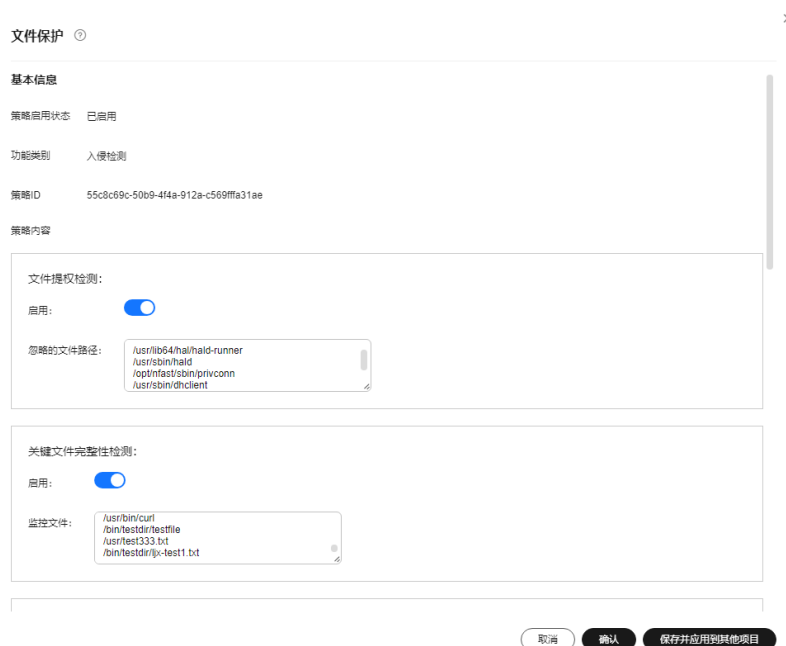 文件保护
基本信息
策略启用状态 已启用
功能类别 入侵检测
策略ID 55c8c69c-50b9-4f4a-912a-c569fffa31ae
策略内容
文件提权检测：
启用：
忽略的文件路径： /usr/lib64/hal/hald-runner
/usr/sbin/hald
/opt/nfast/sbin/privconn
/usr/sbin/dhclient
关键文件完整性检测：
启用：
监控文件： /usr/bin/curl
/bin/testdir/testfile
/usr/test333.txt
/bin/testdir/ljx-test1.txt
取消 确认 保存并应用到其他项目